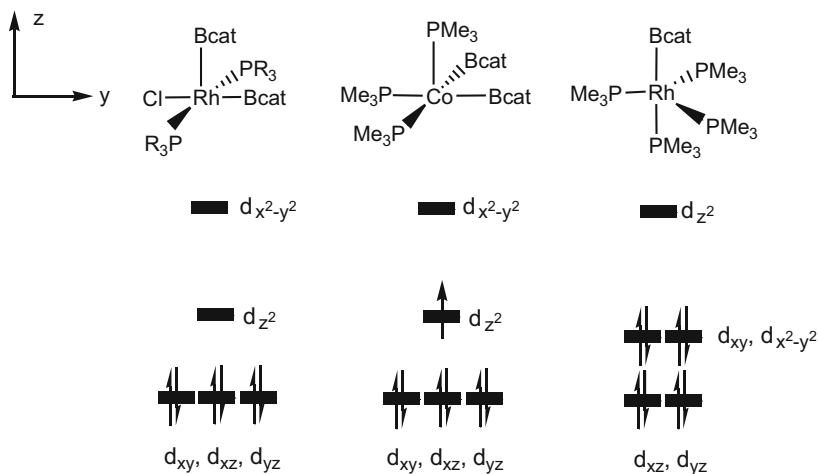 z
y
Bcat
PR3
Cl Rh Bcat
R3P
PMe3
Bcat
Me3P Co Bcat
Me3P
Bcat
PMe3
Me3P Rh
PMe3
PMe3
dx2-y2
dx2-y2
dz2
dz2
dz2
dxy, dx2-y2
dxy, dxz, dyz
dxy, dxz, dyz
dxz, dyz